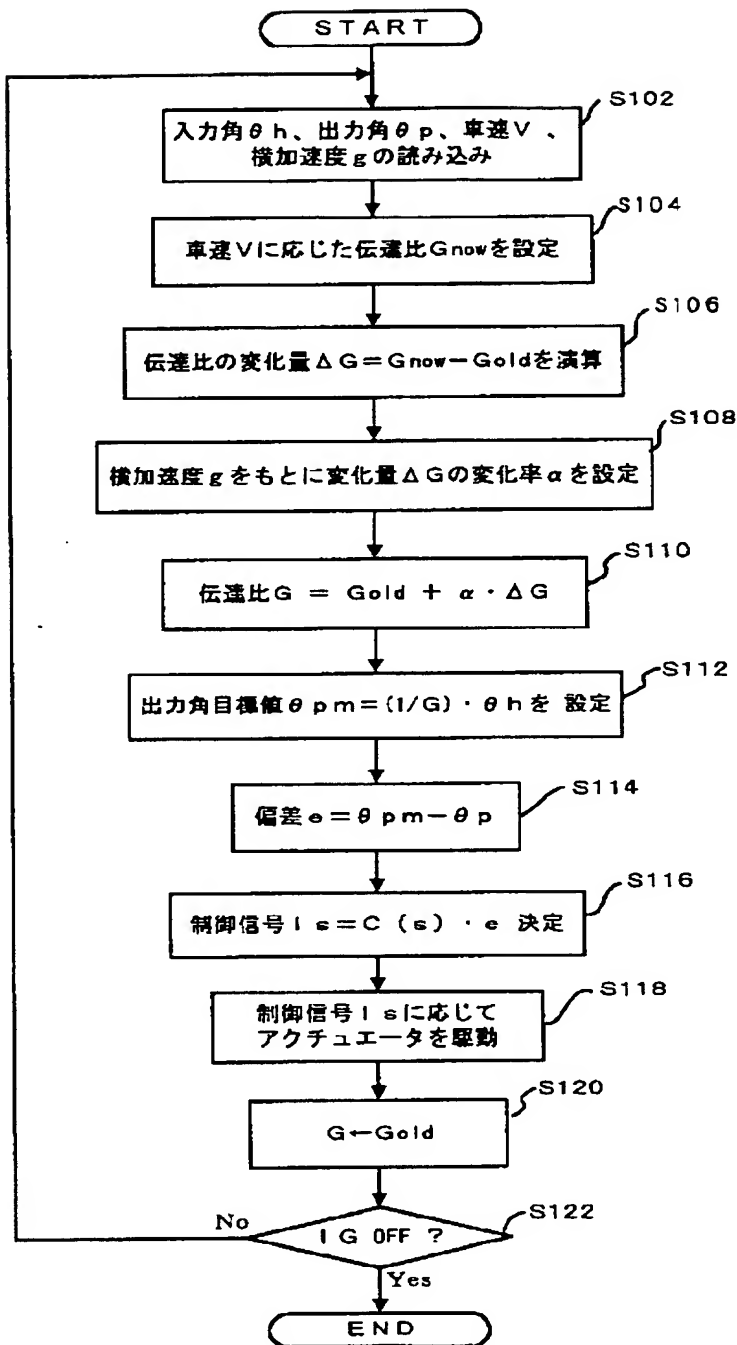 START
S102
入力角θh、出力角θp、車速V、
横加速度gの読み込み
S104
車速Vに応じた伝達比Gnowを設定
S106
伝達比の変化量ΔG=Gnow-Goldを演算
S108
横加速度gをもとに変化量ΔGの変化率αを設定
S110
伝達比G = Gold + α・ΔG
S112
出力角目標値θpm=(1/G)・θhを 設定
S114
偏差e=θpm-θp
S116
制御信号Is=C(s)・e 決定
S118
制御信号Isに応じて
アクチュエータを駆動
S120
G←Gold
S122
No
IG OFF ?
Yes
END